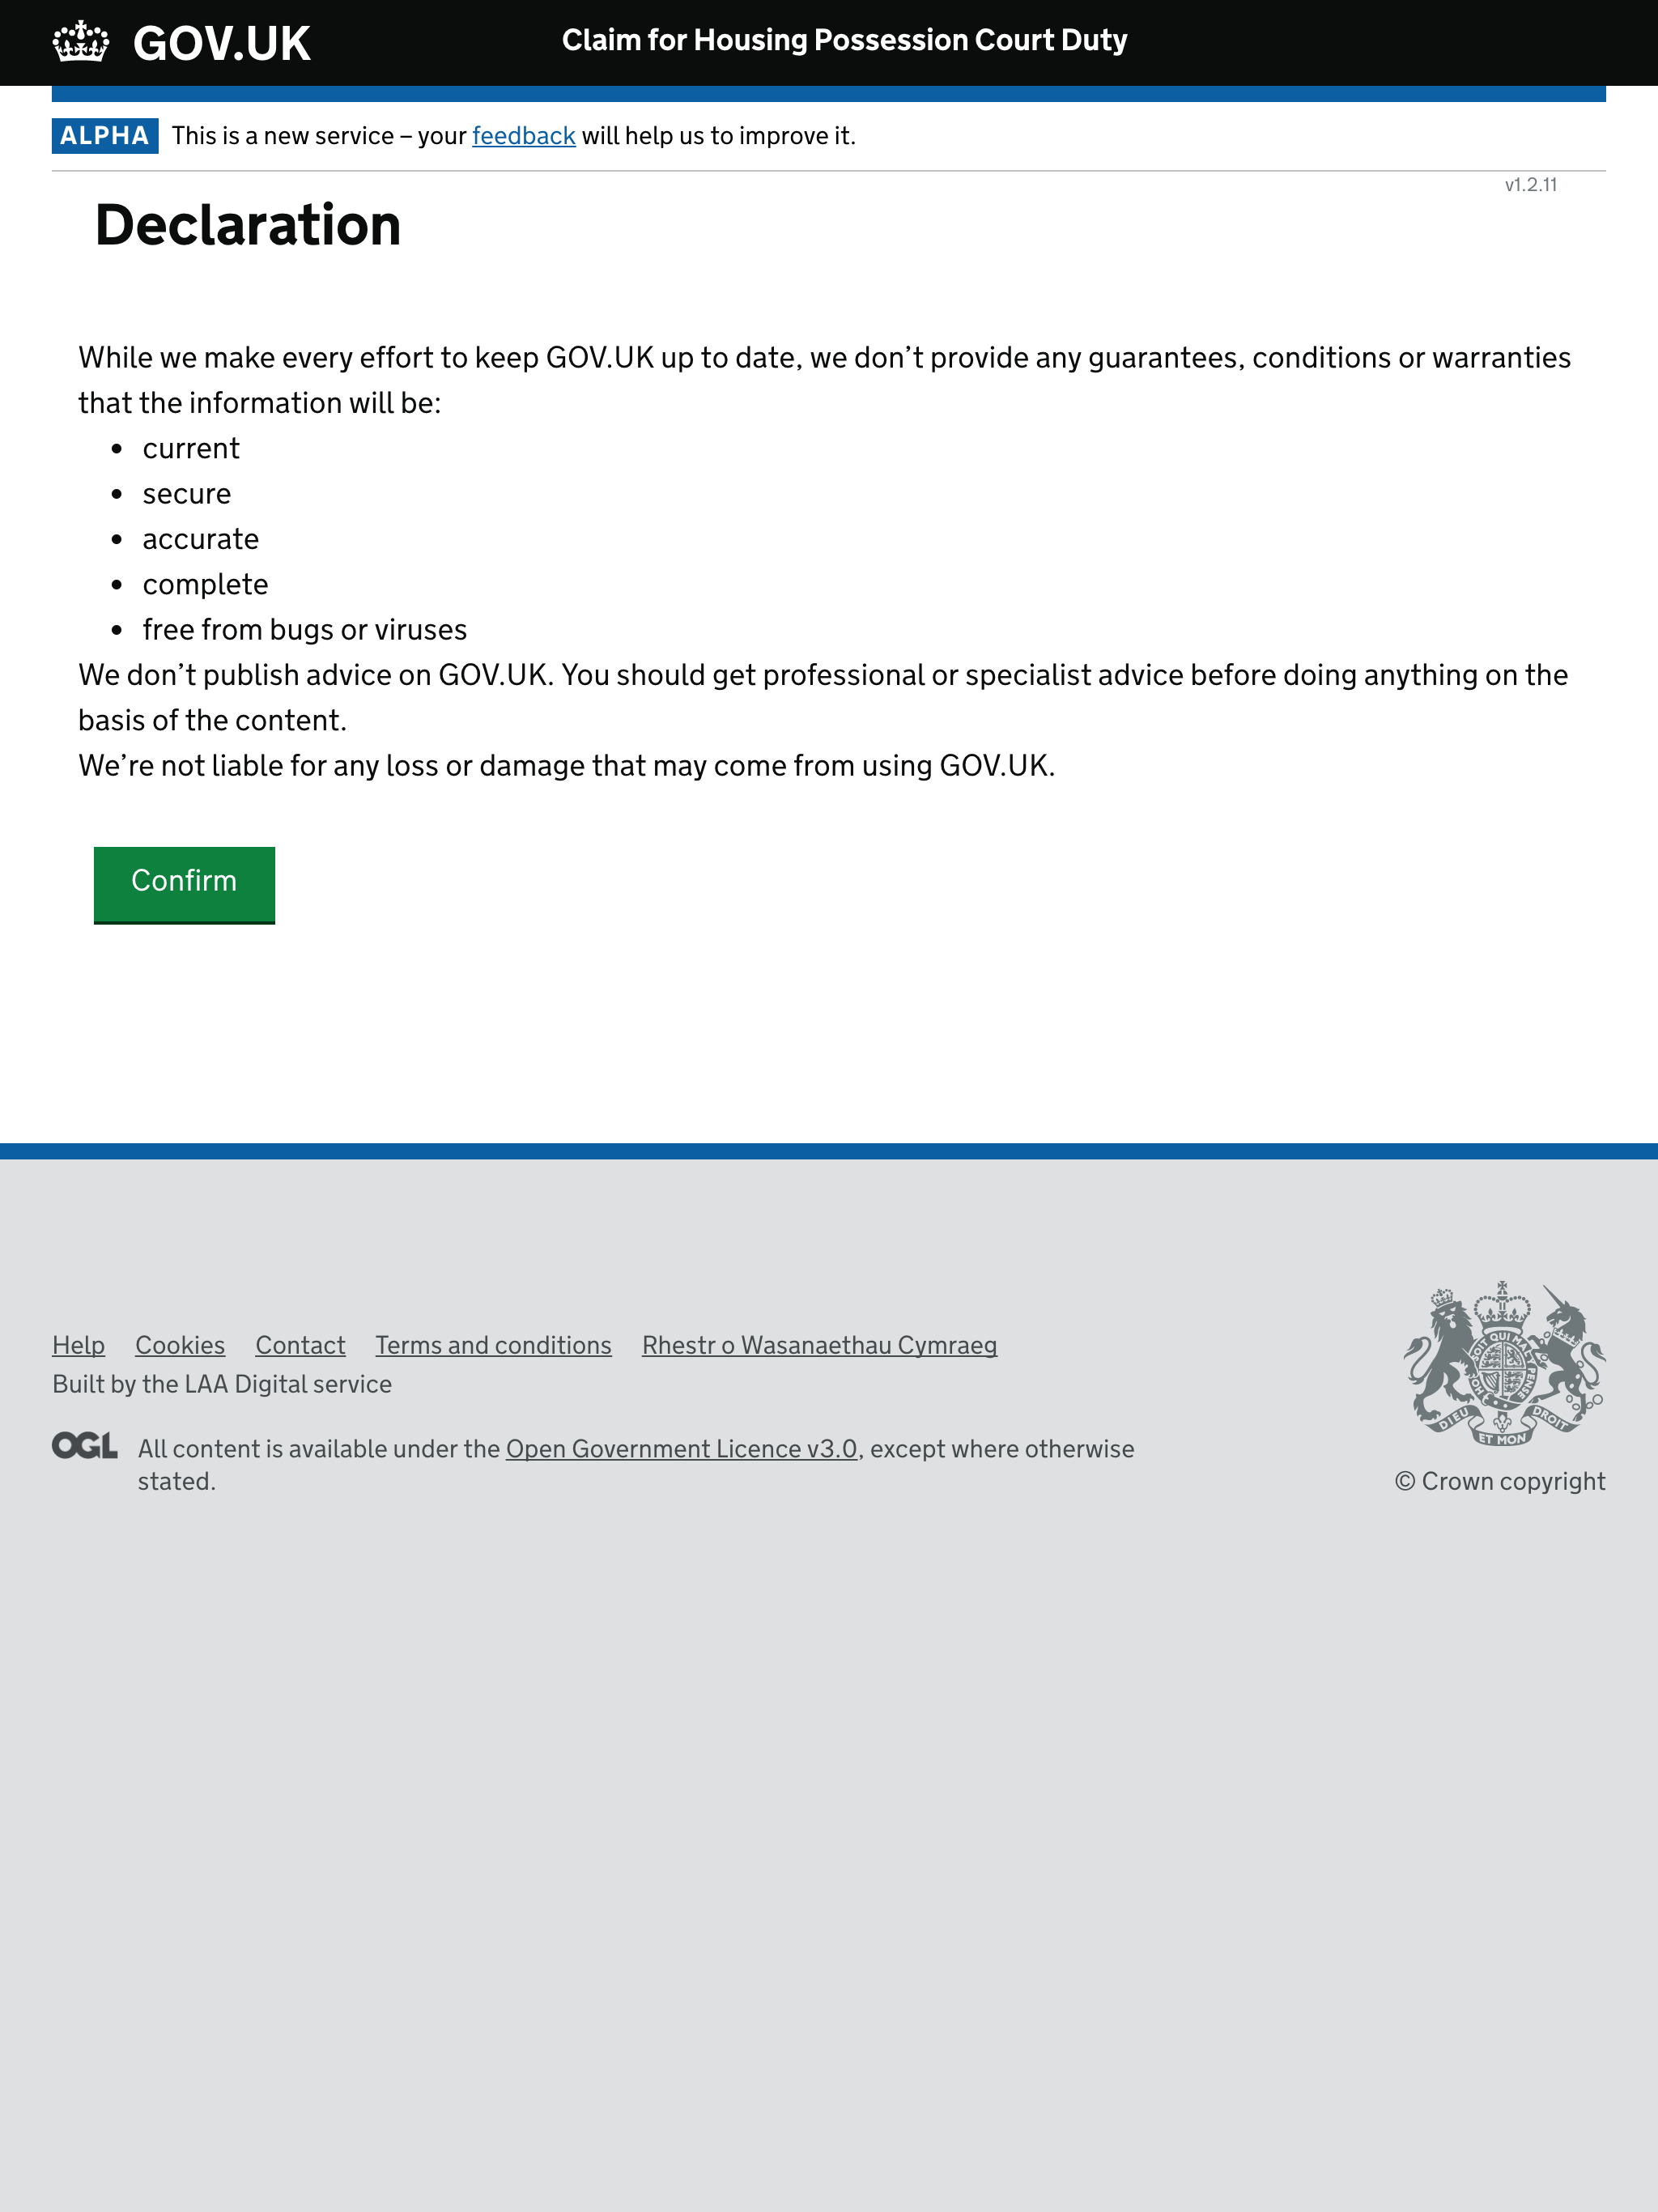 GOV.UK
Claim for Housing Possession Court Duty
ALPHA This is a new service – your feedback will help us to improve it.
v1.2.11
Declaration
While we make every effort to keep GOV.UK up to date, we don’t provide any guarantees, conditions or warranties
that the information will be:
• current
• secure
• accurate
• complete
• free from bugs or viruses
We don’t publish advice on GOV.UK. You should get professional or specialist advice before doing anything on the
basis of the content.
We’re not liable for any loss or damage that may come from using GOV.UK.
Confirm
Help Cookies Contact Terms and conditions Rhestr o Wasanaethau Cymraeg
Built by the LAA Digital service
OGL All content is available under the Open Government Licence v3.0, except where otherwise
stated.
DIEU ET MON DROIT
© Crown copyright